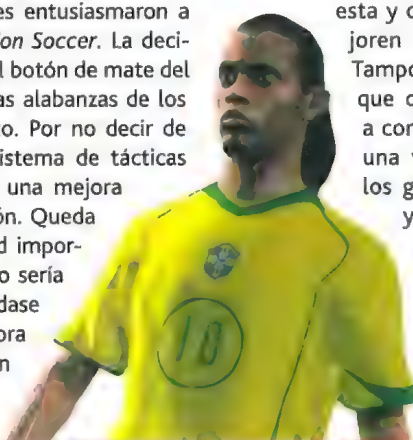 es entusiasmaron a
on Soccer. La deci-
l botón de mate del
as alabanzas de los
o. Por no decir de
istema de tácticas
una mejora
ón. Queda
d impor-
o sería
dase
ora
n
esta y
joren
Tampo
que
a con
una
los g
y
10